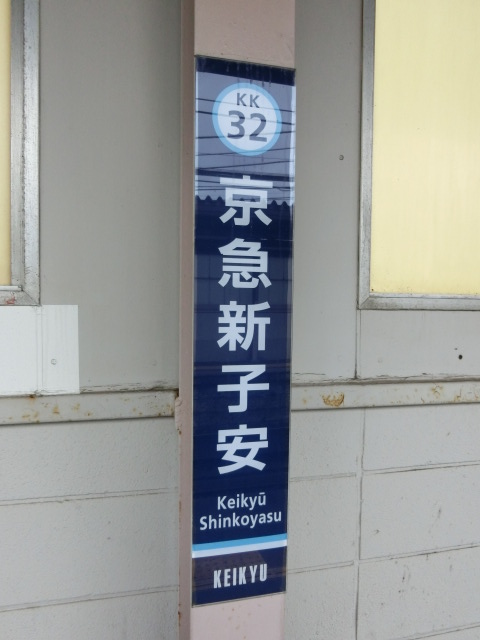 KK
32
京急新子安
Keikyū
Shinkoyasu
KEIKYU